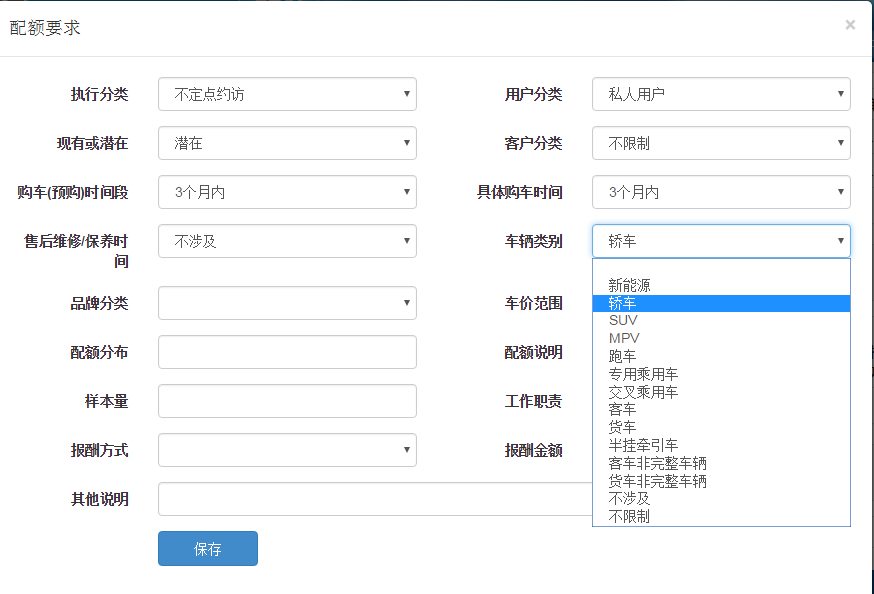 配额要求
×
执行分类 不定点约访 用户分类 私人用户
现有或潜在 潜在 客户分类 不限制
购车(预购)时间段 3个月内 具体购车时间 3个月内
售后维修/保养时
间 不涉及 车辆类别 轿车
新能源
轿车
SUV
MPV
跑车
专用乘用车
交叉乘用车
客车
货车
半挂牵引车
客车非完整车辆
货车非完整车辆
不涉及
不限制
品牌分类 车价范围
配额分布 配额说明
样本量 工作职责
报酬方式 报酬金额
其他说明
保存